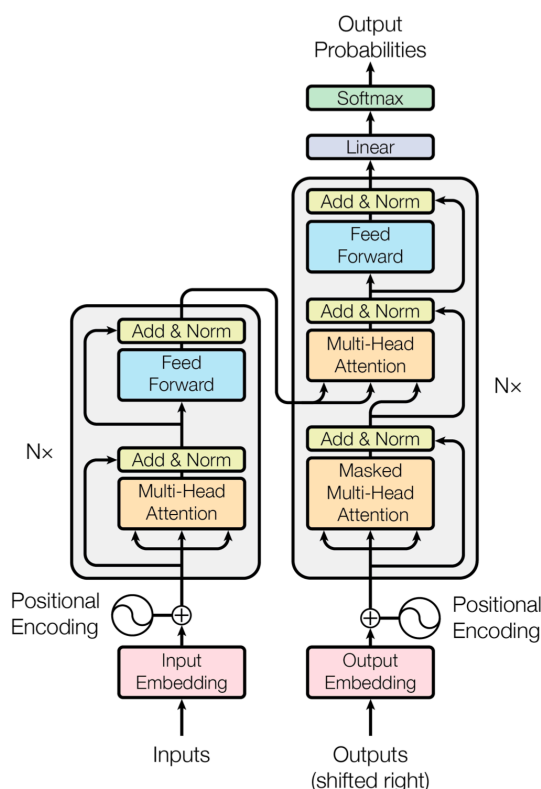 Output
Probabilities
Softmax
Linear
Add & Norm
Feed
Forward
Add & Norm
Multi-Head
Attention
Add & Norm
Masked
Multi-Head
Attention
N×
Add & Norm
Feed
Forward
Add & Norm
Multi-Head
Attention
N×
Positional
Encoding
Positional
Encoding
Input
Embedding
Output
Embedding
Inputs
Outputs
(shifted right)